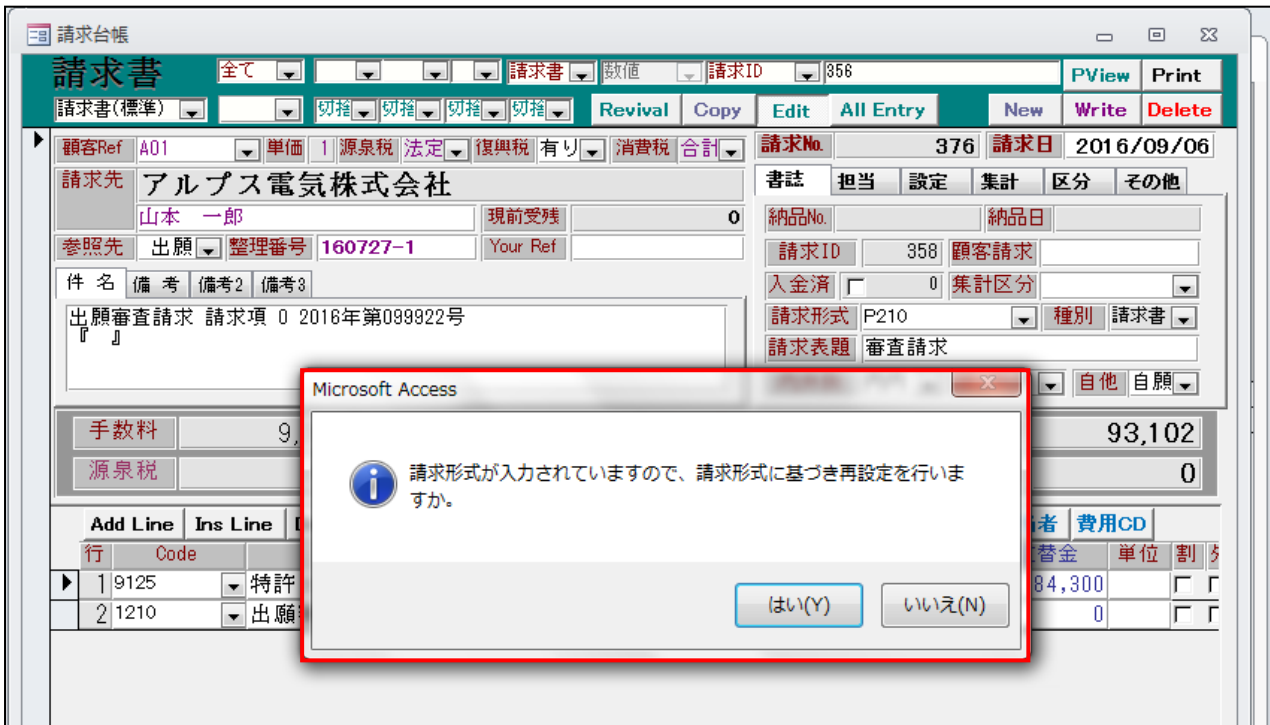 請求台帳
請求書 全て 請求書 数値 請求ID 356 PView Print
請求書(標準) 切捨 切捨 切捨 切捨 Revival Copy Edit All Entry New Write Delete
顧客Ref A01 単価 1 源泉税 法定 復興税 有り 消費税 合計 請求No. 376 請求日 2016/09/06
請求先 アルプス電気株式会社 書誌 担当 設定 集計 区分 その他
山本 一郎 現前受残 0 納品No. 納品日
参照先 出願 整理番号 160727-1 Your Ref 請求ID 358 顧客請求
件 名 備 考 備考2 備考3 入金済 0 集計区分
出願審査請求 請求項 0 2016年第099922号 請求形式 P210 種別 請求書
『 』 請求表題 審査請求
自他 自願
Microsoft Access
手数料 9, 93,102
請求形式が入力されていますので、請求形式に基づき再設定を行いま
すか。
源泉税 0
Add Line Ins Line 費用CD
行 Code 替金 単位 割
1 9125 特許 84,300
はい(Y) いいえ(N)
2 1210 出願 0